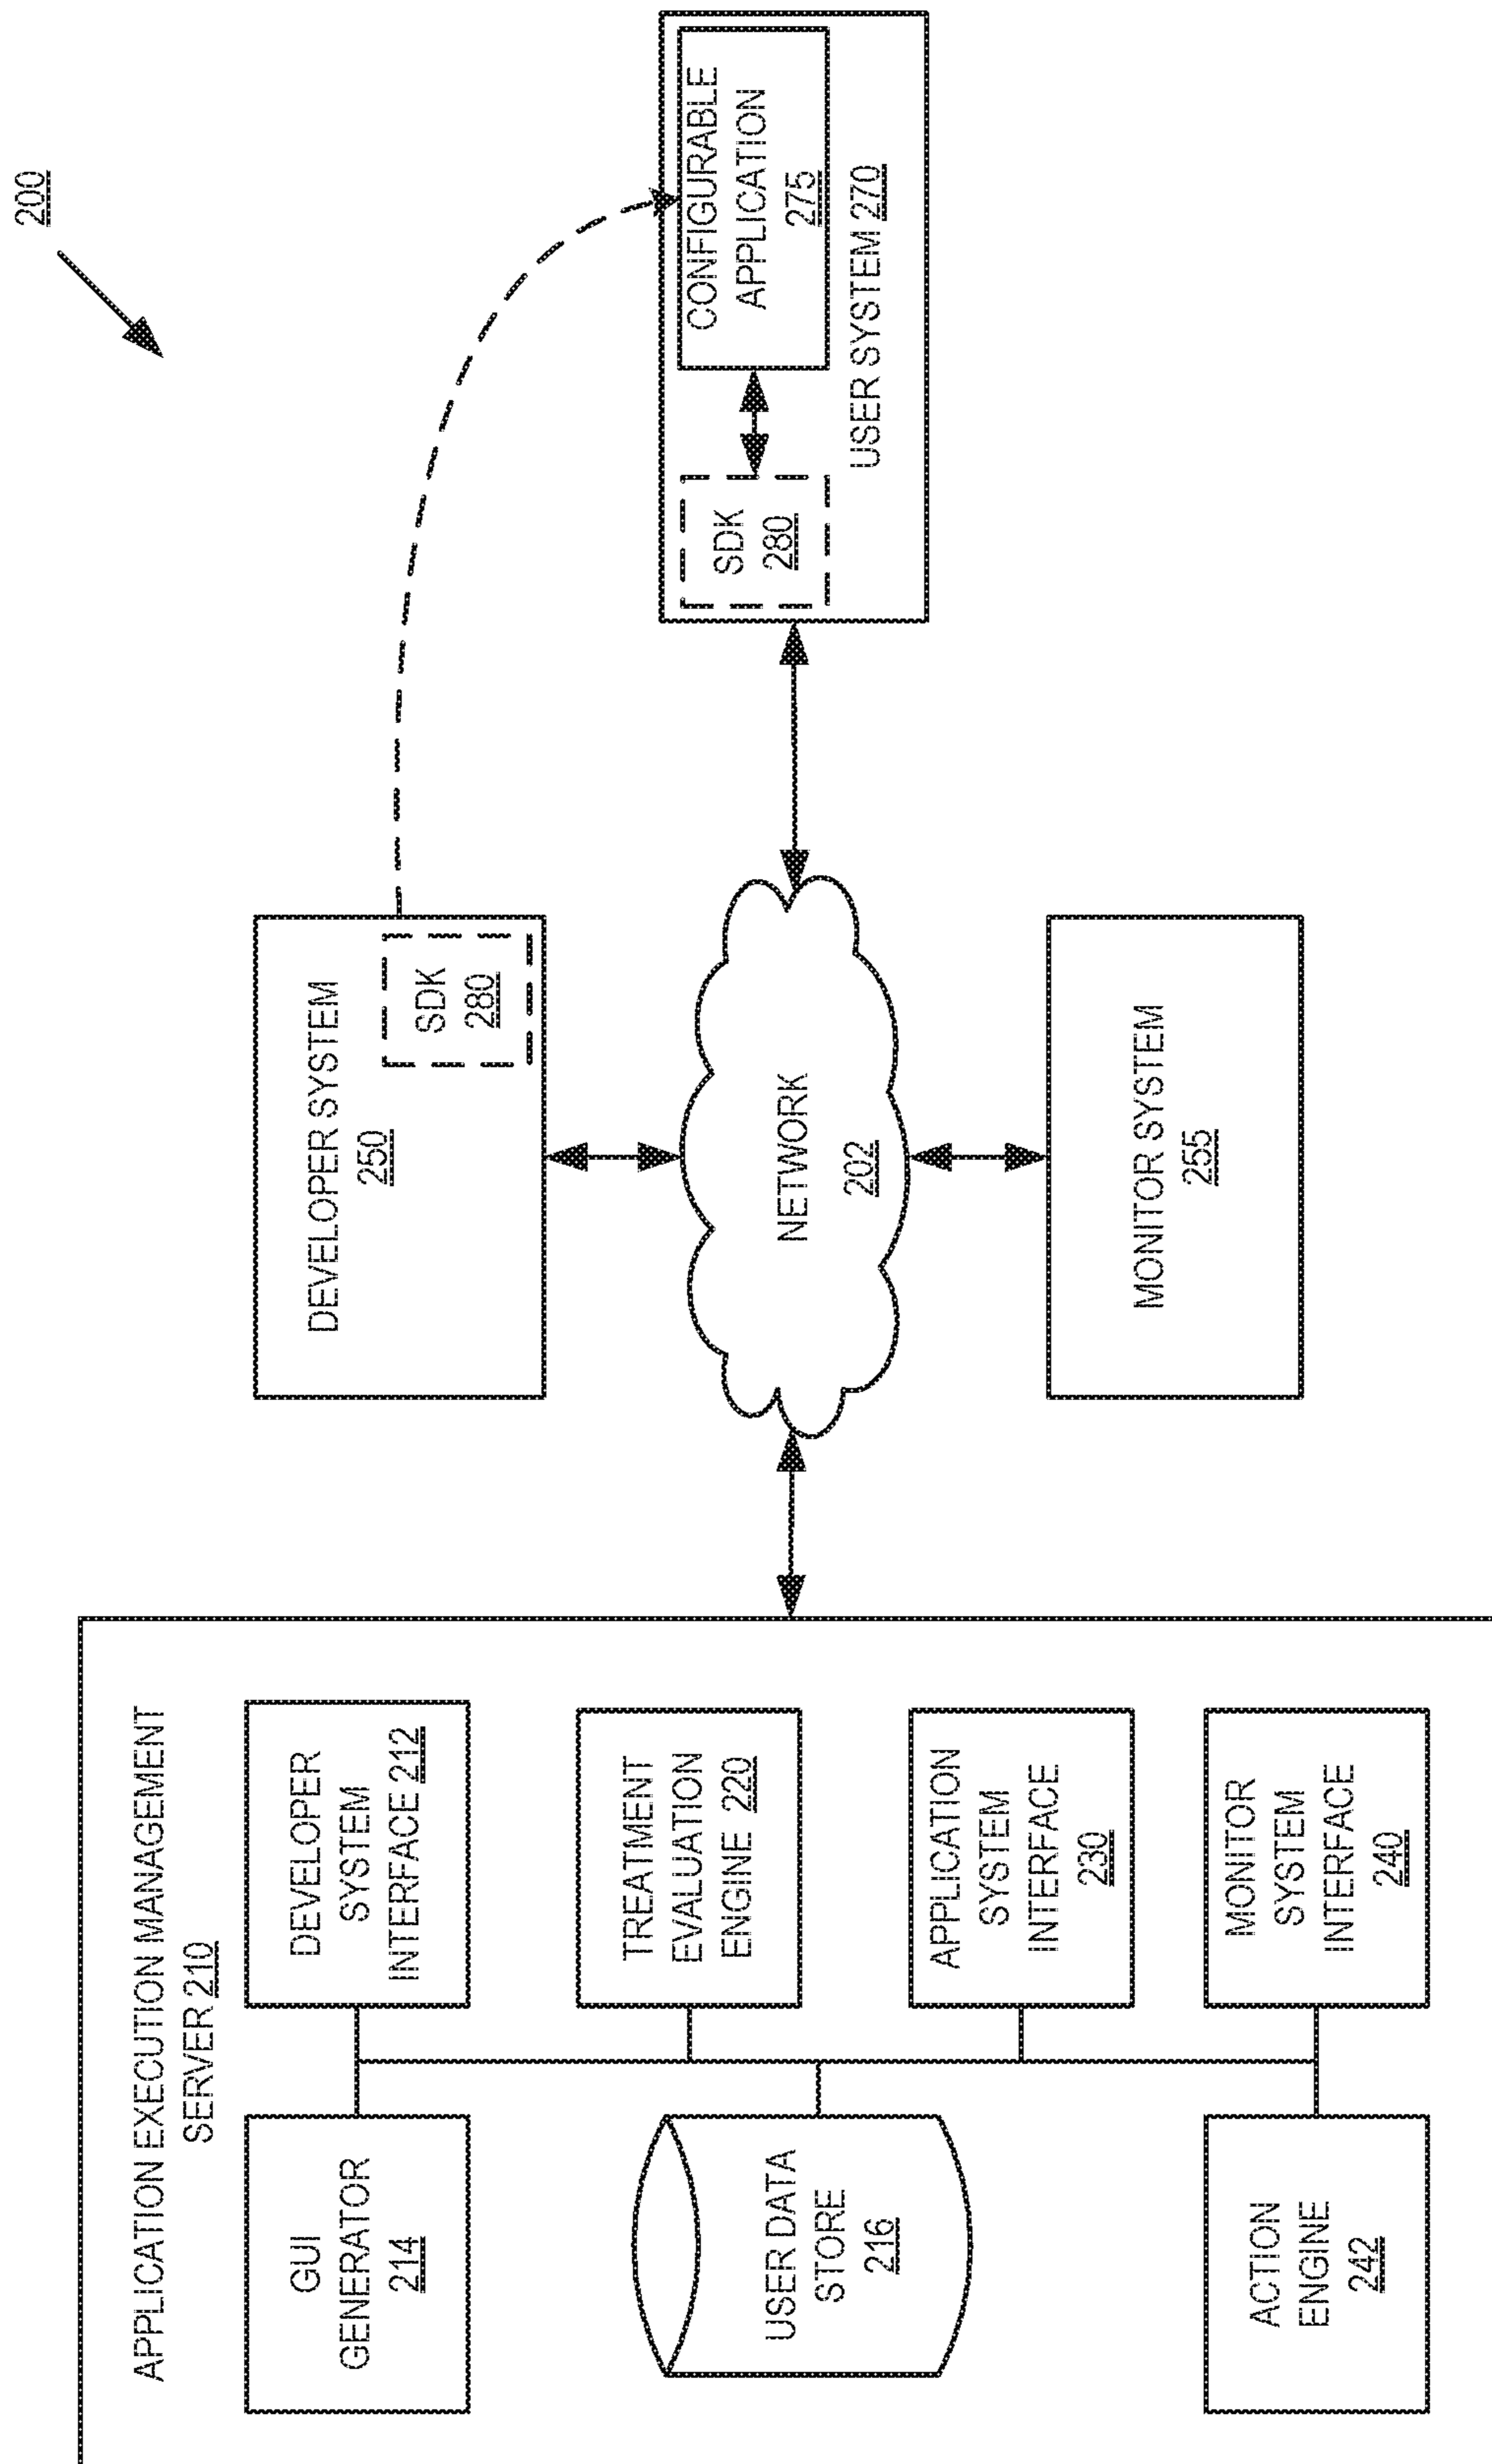 200
APPLICATION EXECUTION MANAGEMENT
SERVER 210
GUI
GENERATOR
214
DEVELOPER
SYSTEM
INTERFACE 212
USER DATA
STORE
216
TREATMENT
EVALUATION
ENGINE 220
APPLICATION
SYSTEM
INTERFACE
230
ACTION
ENGINE
242
MONITOR
SYSTEM
INTERFACE
240
DEVELOPER SYSTEM
250
SDK
280
NETWORK
202
MONITOR SYSTEM
255
SDK
280
CONFIGURABLE
APPLICATION
275
USER SYSTEM 270